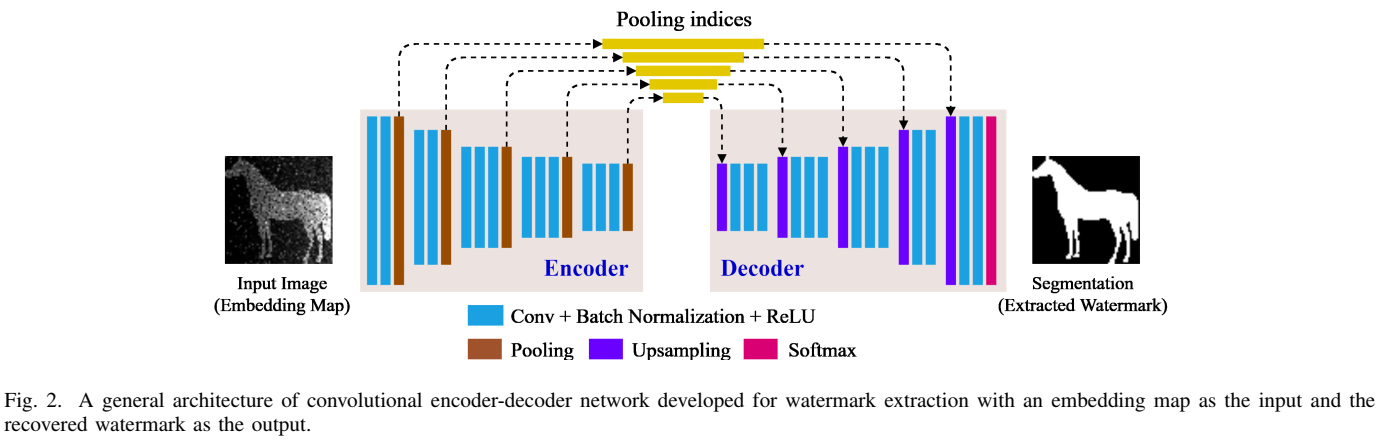 Pooling indices
Encoder
Decoder
Input Image
(Embedding Map)
Segmentation
(Extracted Watermark)
Conv + Batch Normalization + ReLU
Pooling
Upsampling
Softmax
Fig. 2. A general architecture of convolutional encoder-decoder network developed for watermark extraction with an embedding map as the input and the
recovered watermark as the output.